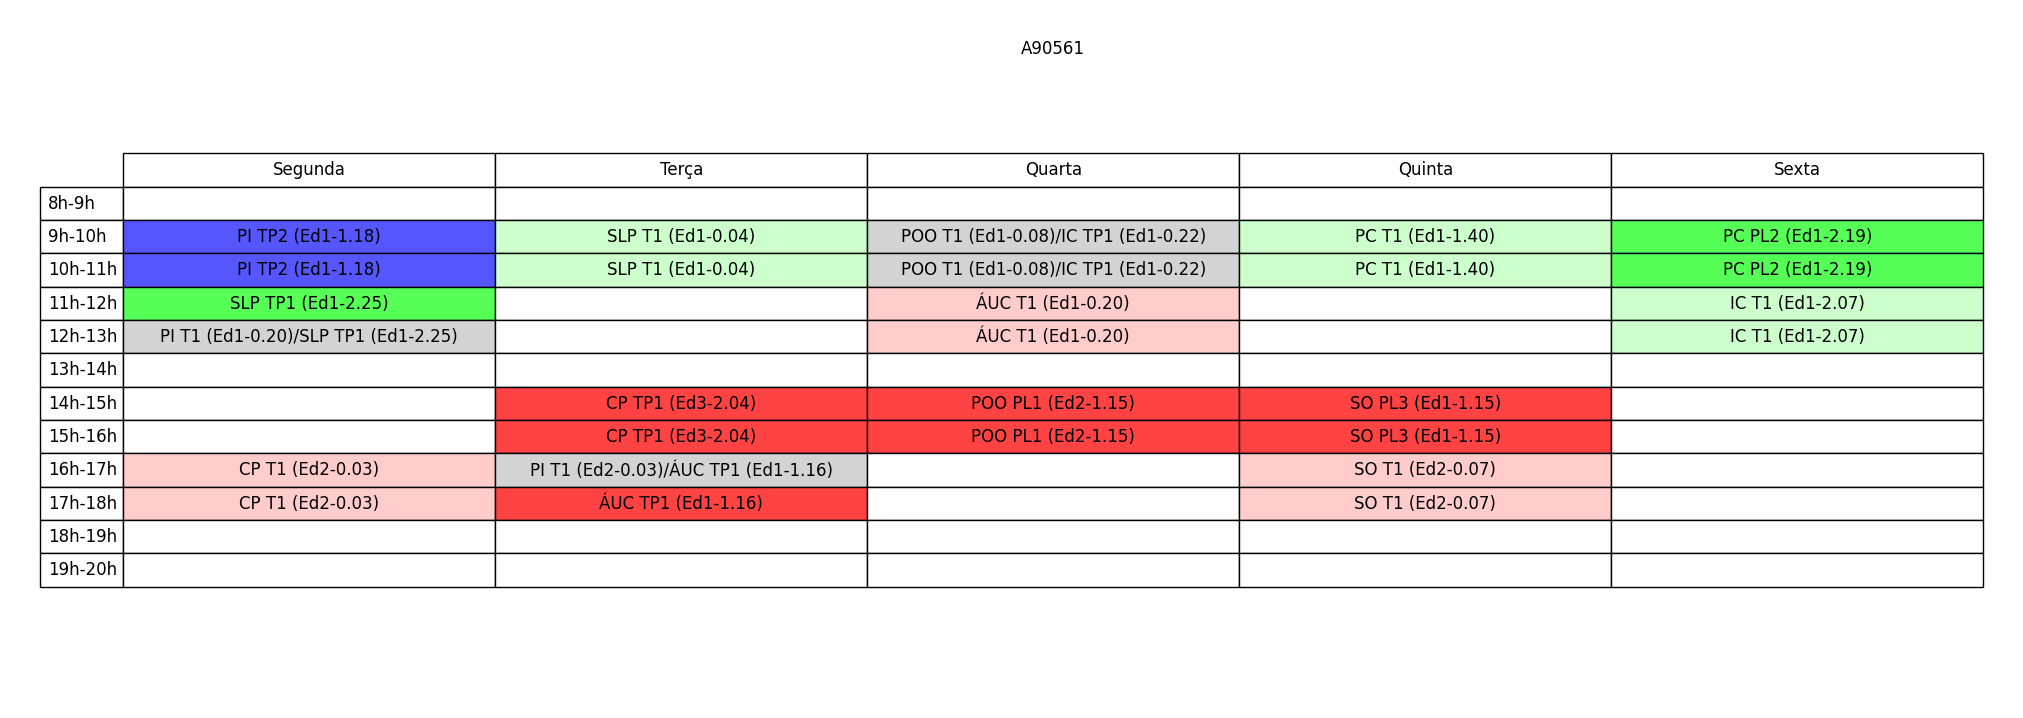 A90561
Segunda Terça Quarta Quinta Sexta
8h-9h
9h-10h PI TP2 (Ed1-1.18) SLP T1 (Ed1-0.04) POO T1 (Ed1-0.08)/IC TP1 (Ed1-0.22) PC T1 (Ed1-1.40) PC PL2 (Ed1-2.19)
10h-11h PI TP2 (Ed1-1.18) SLP T1 (Ed1-0.04) POO T1 (Ed1-0.08)/IC TP1 (Ed1-0.22) PC T1 (Ed1-1.40) PC PL2 (Ed1-2.19)
11h-12h SLP TP1 (Ed1-2.25) ÁUC T1 (Ed1-0.20) IC T1 (Ed1-2.07)
12h-13h PI T1 (Ed1-0.20)/SLP TP1 (Ed1-2.25) ÁUC T1 (Ed1-0.20) IC T1 (Ed1-2.07)
13h-14h
14h-15h CP TP1 (Ed3-2.04) POO PL1 (Ed2-1.15) SO PL3 (Ed1-1.15)
15h-16h CP TP1 (Ed3-2.04) POO PL1 (Ed2-1.15) SO PL3 (Ed1-1.15)
16h-17h CP T1 (Ed2-0.03) PI T1 (Ed2-0.03)/ÁUC TP1 (Ed1-1.16) SO T1 (Ed2-0.07)
17h-18h CP T1 (Ed2-0.03) ÁUC TP1 (Ed1-1.16) SO T1 (Ed2-0.07)
18h-19h
19h-20h